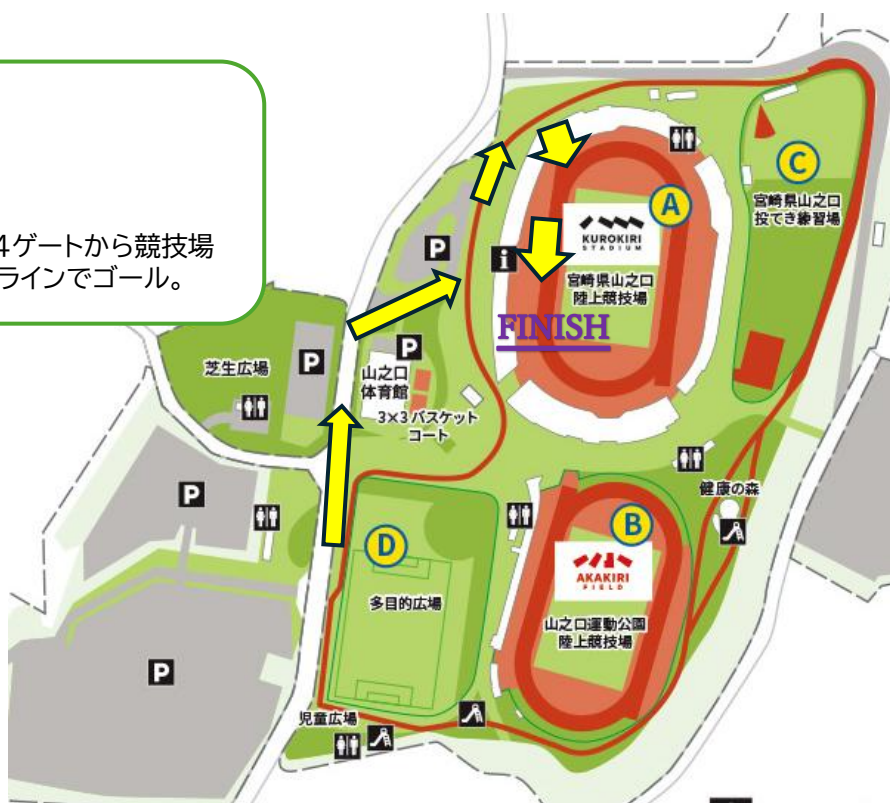 4ゲートから競技場
ラインでゴール。
A
KUROKIRI
STADIUM
宮崎県山之口
陸上競技場
FINISH
C
宮崎県山之口
投てき練習場
P
i
P
山之口
体育館
3×3 バスケット
コート
芝生広場
P
P
P
健康の森
B
AKAKIRI
FIELD
山之口運動公園
陸上競技場
D
多目的広場
児童広場